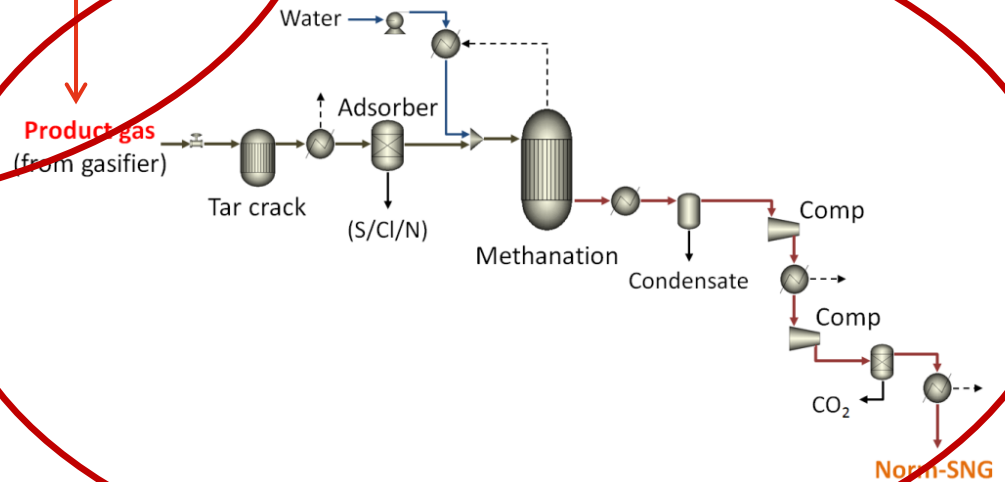 Water
Adsorber
Product gas
(from gasifier)
Tar crack
(S/Cl/N)
Methanation
Comp
Condensate
Comp
CO₂
Norm-SNG